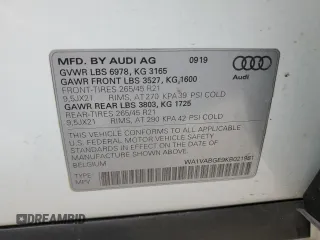 MFD. BY AUDI AG 09/19
GVWR LBS 6978, KG 3165
GAWR FRONT LBS 3527, KG 1600
FRONT-TIRES 265/45 R21
9.5JX21 RIMS, AT 270 KPA 39 PSI COLD
GAWR REAR LBS 3803, KG 1725
REAR-TIRES 265/45 R21
9.5JX21 RIMS, AT 290 KPA 42 PSI COLD
THIS VEHICLE CONFORMS TO ALL APPLICABLE
U.S. FEDERAL MOTOR VEHICLE SAFETY
STANDARDS IN EFFECT ON THE DATE OF
MANUFACTURE SHOWN ABOVE
BELGIUM
Audi
TYPE: MPV
DREAMBID